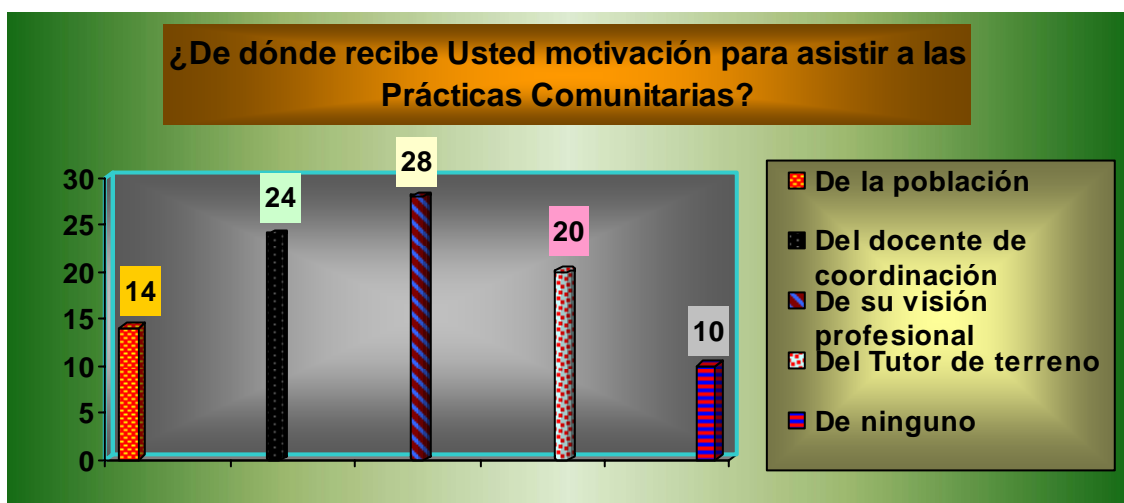 ¿De dónde recibe Usted motivación para asistir a las
Prácticas Comunitarias?
30
25
20
15
10
5
0
14
24
28
20
10
De la población
Del docente de
coordinación
De su visión
profesional
Del Tutor de terreno
De ninguno